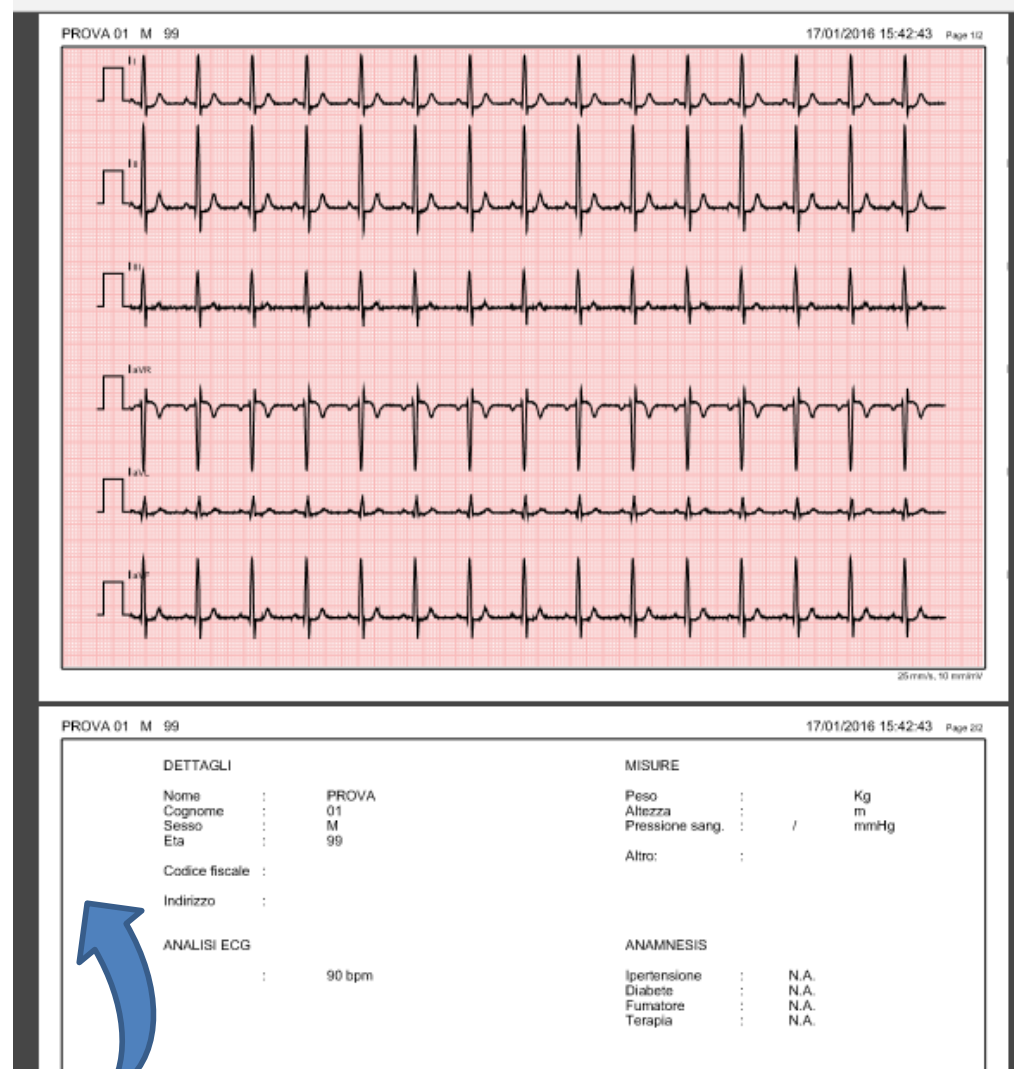 PROVA 01 M 99 17/01/2016 15:42:43 Page 1/2
I
II
III
aVR
aVL
aVF
25 mm/s, 10 mm/mV
PROVA 01 M 99 17/01/2016 15:42:43 Page 2/2
DETTAGLI
Nome : PROVA
Cognome : 01
Sesso : M
Eta : 99
Codice fiscale :
Indirizzo :
MISURE
Peso : Kg
Altezza : m
Pressione sang. : / mmHg
Altro: :
ANALISI ECG
: 90 bpm
ANAMNESIS
Ipertensione : N.A.
Diabete : N.A.
Fumatore : N.A.
Terapia : N.A.